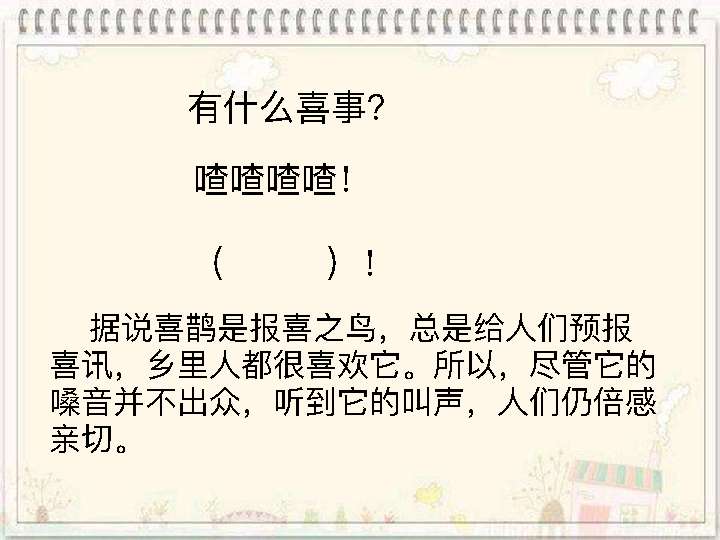 有什么喜事?
喳喳喳喳！
（　　　）！
据说喜鹊是报喜之鸟，总是给人们预报
喜讯，乡里人都很喜欢它。所以，尽管它的
嗓音并不出众，听到它的叫声，人们仍倍感
亲切。